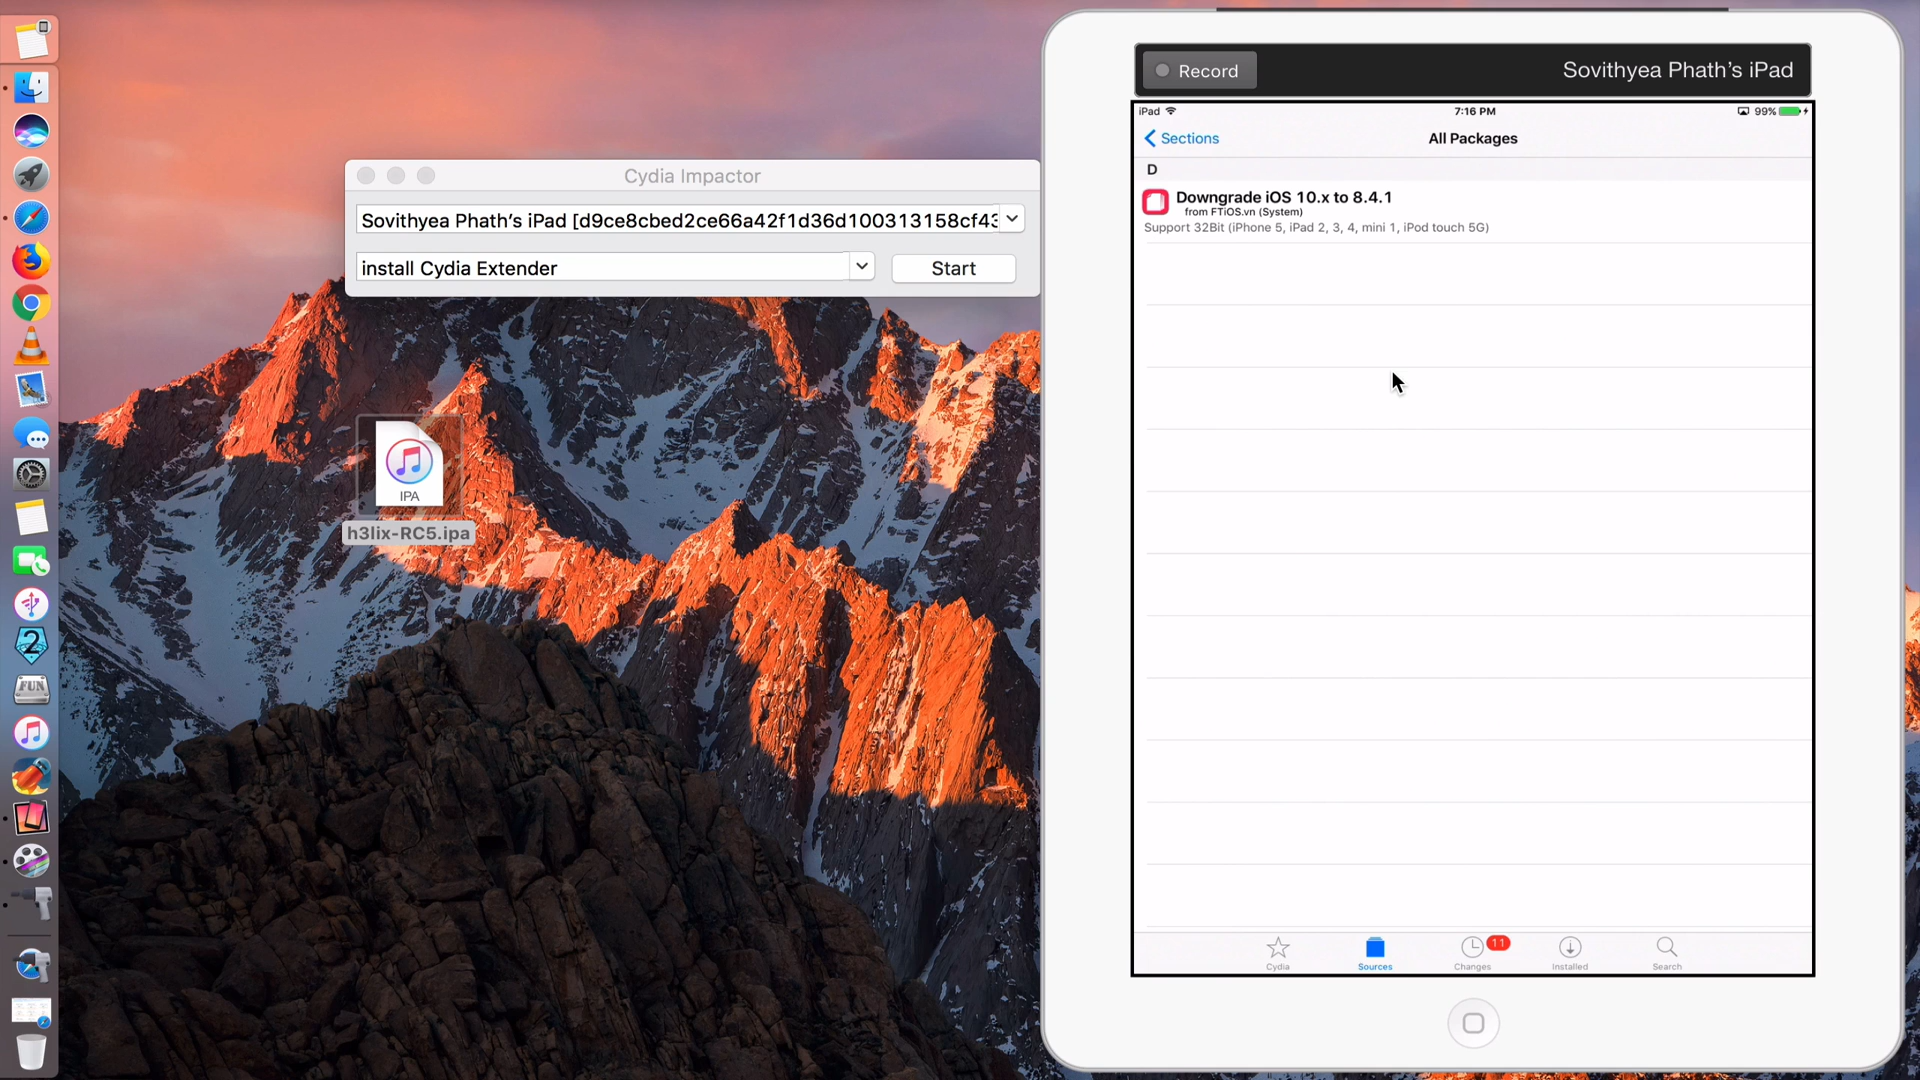 Cydia Impactor
Sovithyea Phath's iPad [d9ce8cbed2ce66a42f1d36d100313158cf43
install Cydia Extender
Start
IPA
h3lix-RC5.ipa
2
FUN
Record
Sovithyea Phath's iPad
iPad
7:16 PM
99%
Sections
All Packages
D
Downgrade iOS 10.x to 8.4.1
from FTiOS.vn (System)
Support 32Bit (iPhone 5, iPad 2, 3, 4, mini 1, iPod touch 5G)
Cydia
Sources
11
Changes
Installed
Search